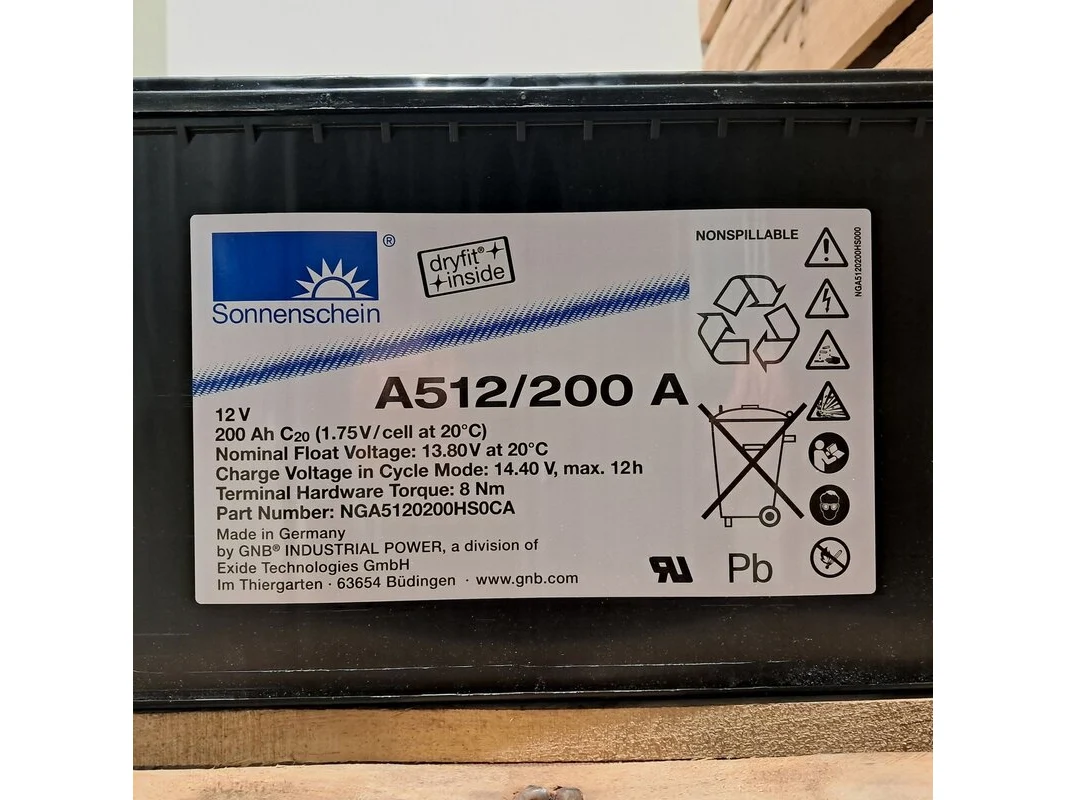 Sonnenschein®
dryfit®
inside
NONSPILLABLE
NGA5120200HS000
A512/200 A
12 V
200 Ah C20 (1.75 V/cell at 20°C)
Nominal Float Voltage: 13.80 V at 20°C
Charge Voltage in Cycle Mode: 14.40 V, max. 12h
Terminal Hardware Torque: 8 Nm
Part Number: NGA5120200HS0CA
Made in Germany
by GNB® INDUSTRIAL POWER, a division of
Exide Technologies GmbH
Im Thiergarten · 63654 Büdingen · www.gnb.com
Pb